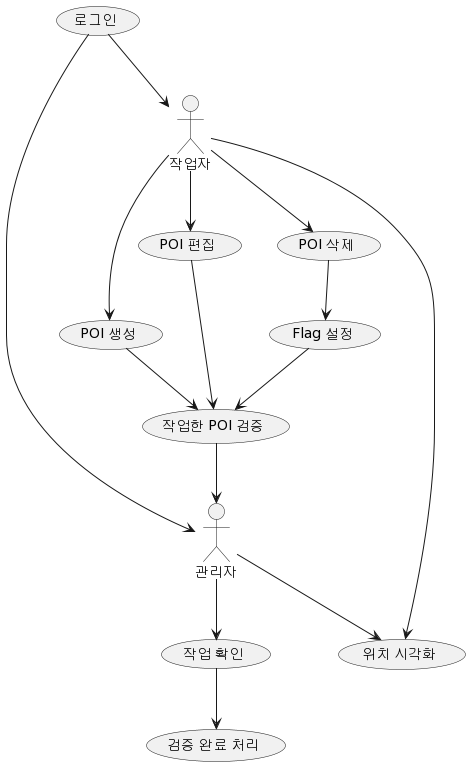 로그인
작업자
POI 편집
POI 삭제
POI 생성
Flag 설정
작업한 POI 검증
관리자
작업 확인
위치 시각화
검증 완료 처리